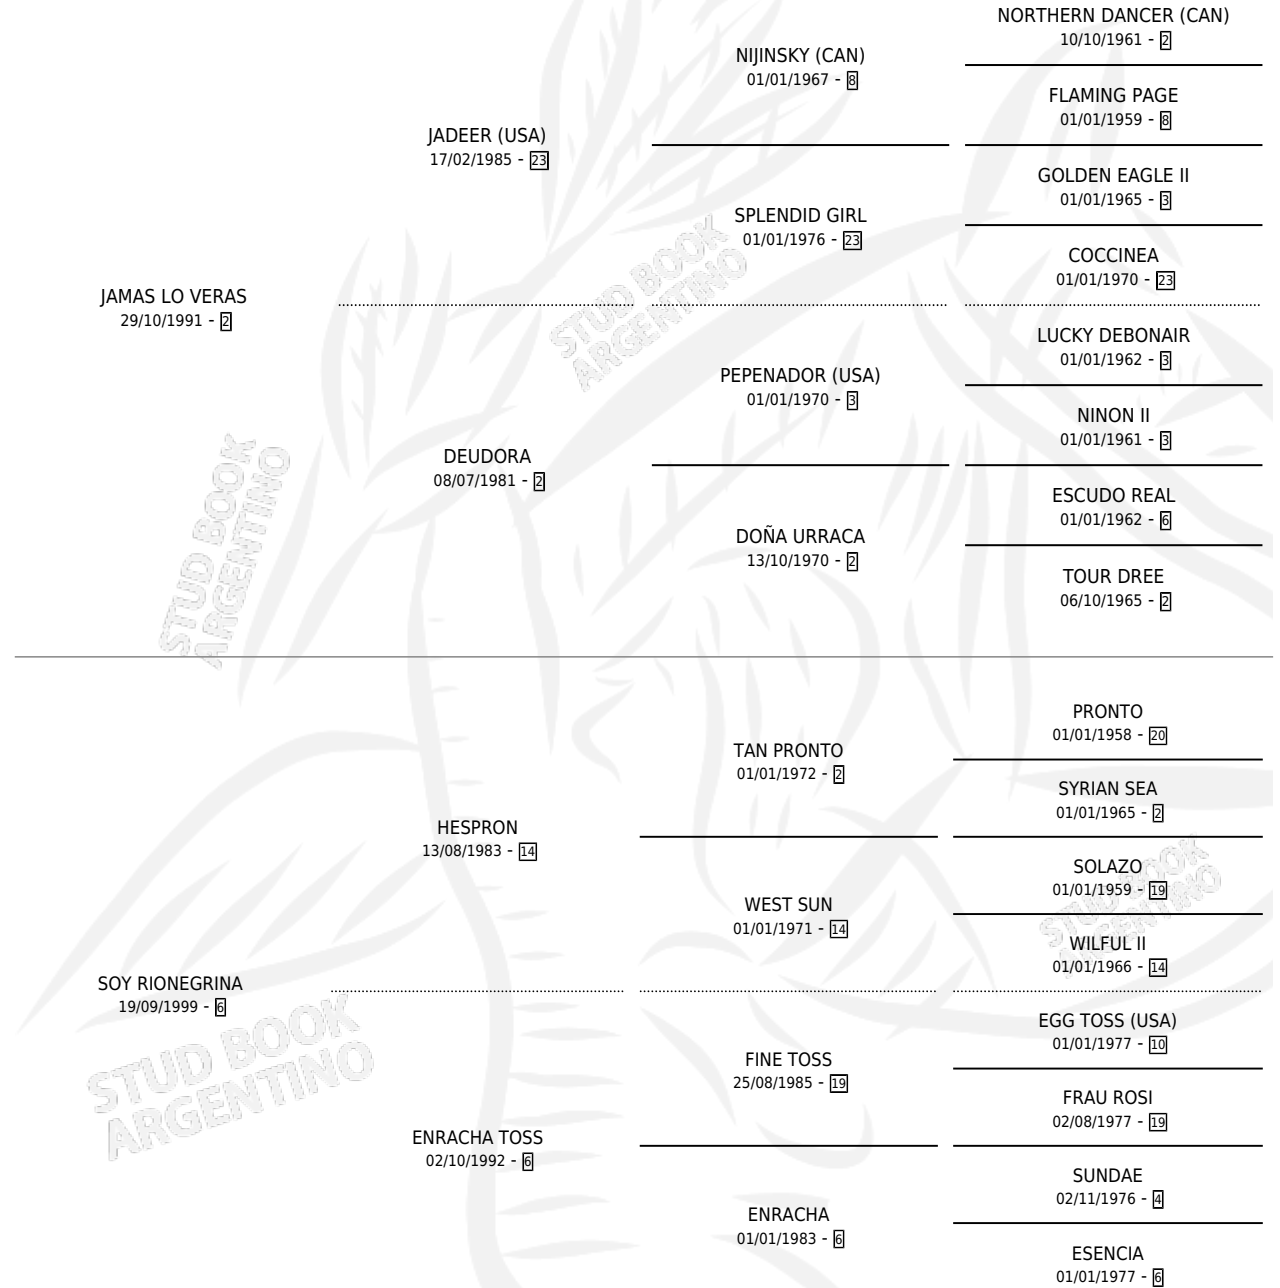 NORTHERN DANCER (CAN)
10/10/1961 - 2
NIJINSKY (CAN)
01/01/1967 - 8
FLAMING PAGE
01/01/1959 - 8
JADEER (USA)
17/02/1985 - 23
GOLDEN EAGLE II
01/01/1965 - 3
SPLENDID GIRL
01/01/1976 - 23
COCCINEA
01/01/1970 - 23
JAMAS LO VERAS
29/10/1991 - 2
STUD BOOK
ARGENTINO
LUCKY DEBONAIR
01/01/1962 - 3
PEPENADOR (USA)
01/01/1970 - 3
NINON II
01/01/1961 - 3
DEUDORA
08/07/1981 - 2
ESCUDO REAL
01/01/1962 - 6
DOÑA URRACA
13/10/1970 - 2
TOUR DREE
06/10/1965 - 2
STUD BOOK
ARGENTINO
PRONTO
01/01/1958 - 20
TAN PRONTO
01/01/1972 - 2
SYRIAN SEA
01/01/1965 - 2
HESPRON
13/08/1983 - 14
SOLAZO
01/01/1959 - 19
WEST SUN
01/01/1971 - 14
WILFUL II
01/01/1966 - 14
STUD BOOK
ARGENTINO
SOY RIONEGRINA
19/09/1999 - 6
EGG TOSS (USA)
01/01/1977 - 10
FINE TOSS
25/08/1985 - 19
FRAU ROSI
02/08/1977 - 19
STUD BOOK
ARGENTINO
ENRACHA TOSS
02/10/1992 - 6
SUNDAE
02/11/1976 - 4
ENRACHA
01/01/1983 - 6
ESENCIA
01/01/1977 - 6